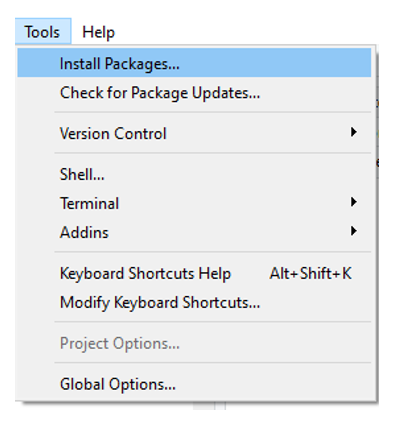 Tools Help
Install Packages...
Check for Package Updates...
Version Control
Shell...
Terminal
Addins
Keyboard Shortcuts Help Alt+Shift+K
Modify Keyboard Shortcuts...
Project Options...
Global Options...